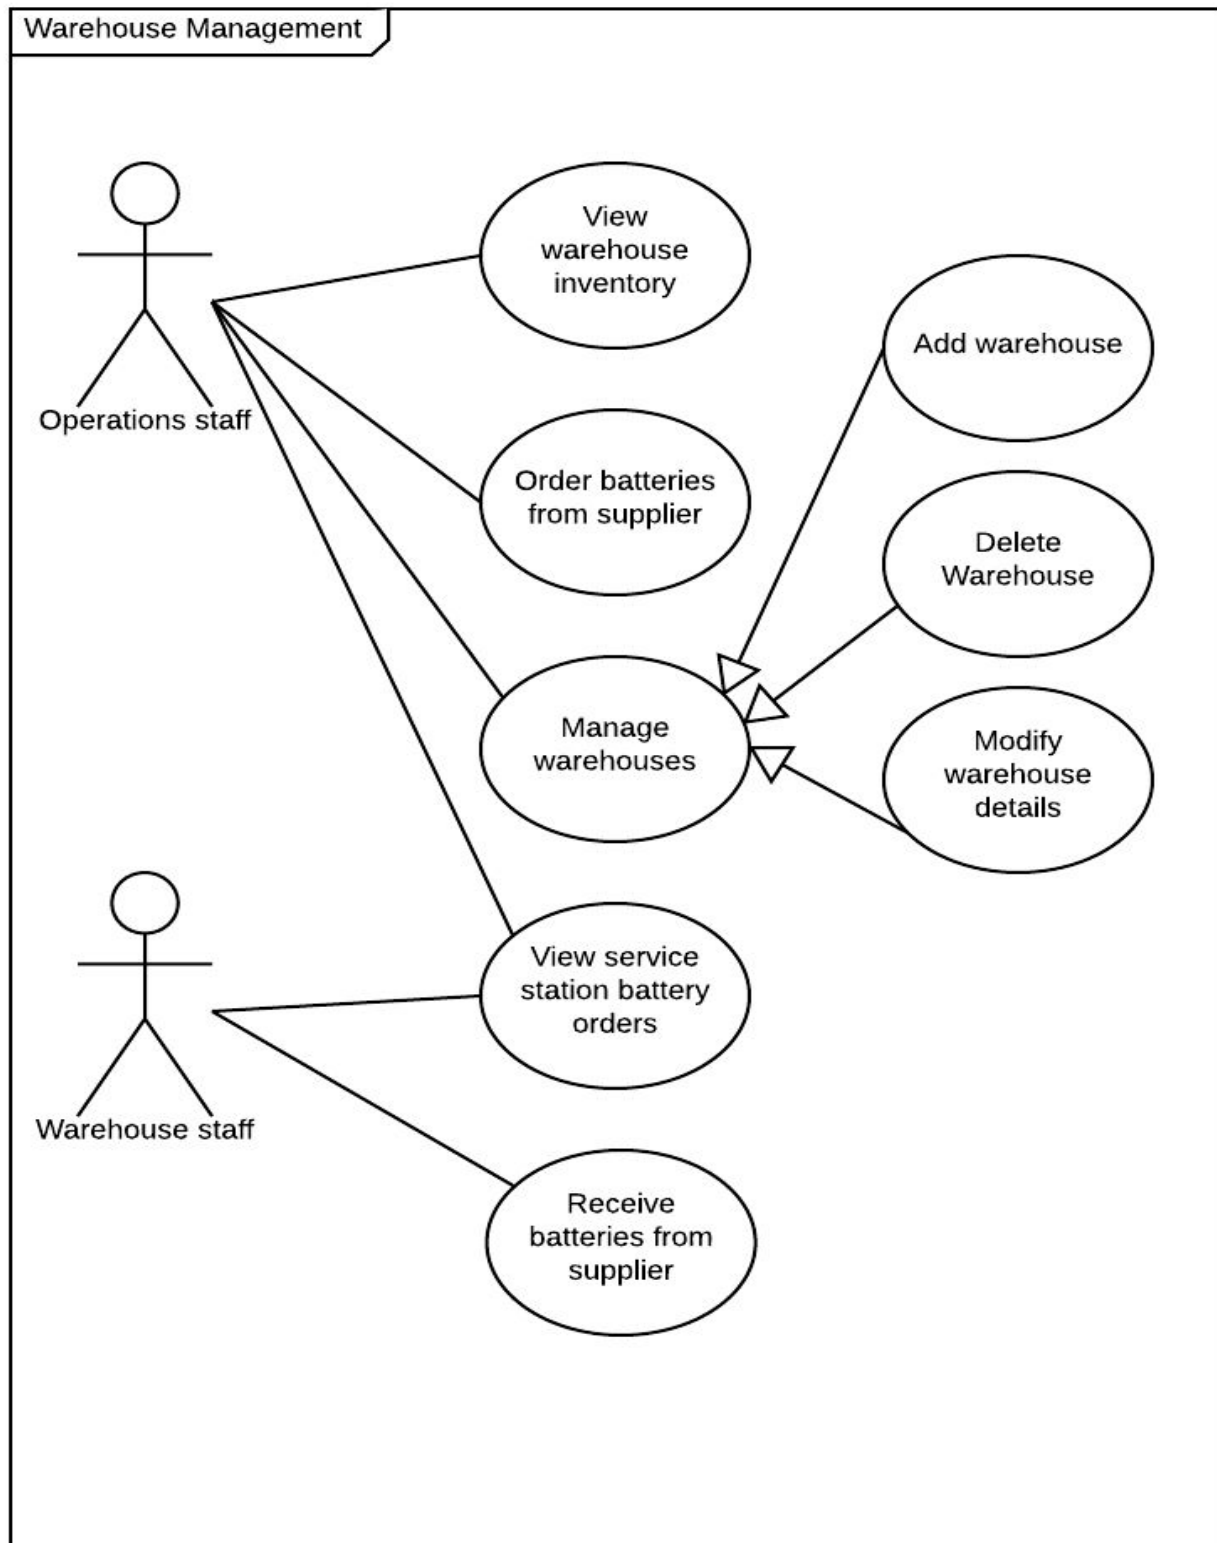 Warehouse Management
View
warehouse
inventory
Add warehouse
Operations staff
Order batteries
from supplier
Delete
Warehouse
Manage
warehouses
Modify
warehouse
details
View service
station battery
orders
Warehouse staff
Receive
batteries from
supplier